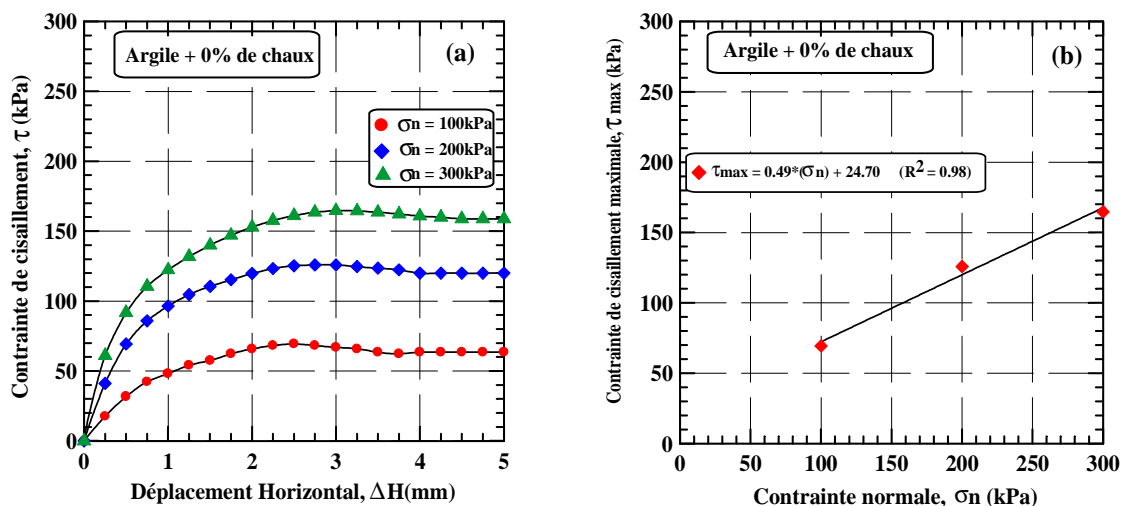 Argile + 0% de chaux
(a)
σn = 100kPa
σn = 200kPa
σn = 300kPa
Contrainte de cisaillement, τ (kPa)
300
250
200
150
100
50
0
0 1 2 3 4 5
Déplacement Horizontal, ΔH(mm)
Argile + 0% de chaux
(b)
τmax = 0.49*(σn) + 24.70 (R² = 0.98)
Contrainte de cisaillement maximale, τ max (kPa)
300
250
200
150
100
50
0
0 50 100 150 200 250 300
Contrainte normale, σn (kPa)